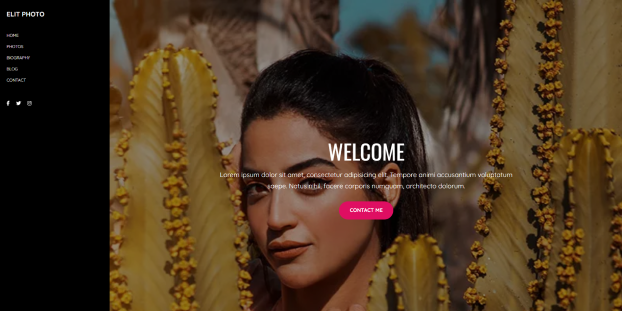 ELIT PHOTO
HOME
PHOTOS
BIOGRAPHY
BLOG
CONTACT
WELCOME
Lorem ipsum dolor sit amet, consectetur adipisicing elit. Tempore animi accusantium voluptatum
saepe. Natus nihil, facere corporis numquam, architecto dolorum.
CONTACT ME